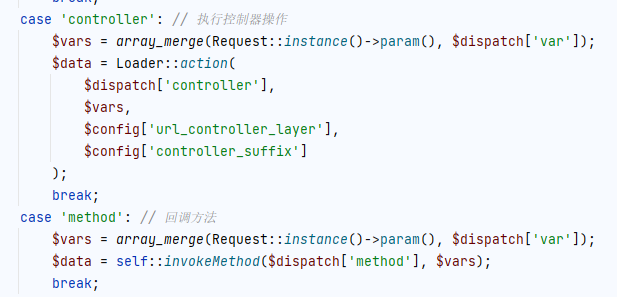 break;
case 'controller': // 执行控制器操作
$vars = array_merge(Request::instance()->param(), $dispatch['var']);
$data = Loader::action(
$dispatch['controller'],
$vars,
$config['url_controller_layer'],
$config['controller_suffix']
);
break;
case 'method': // 回调方法
$vars = array_merge(Request::instance()->param(), $dispatch['var']);
$data = self::invokeMethod($dispatch['method'], $vars);
break;